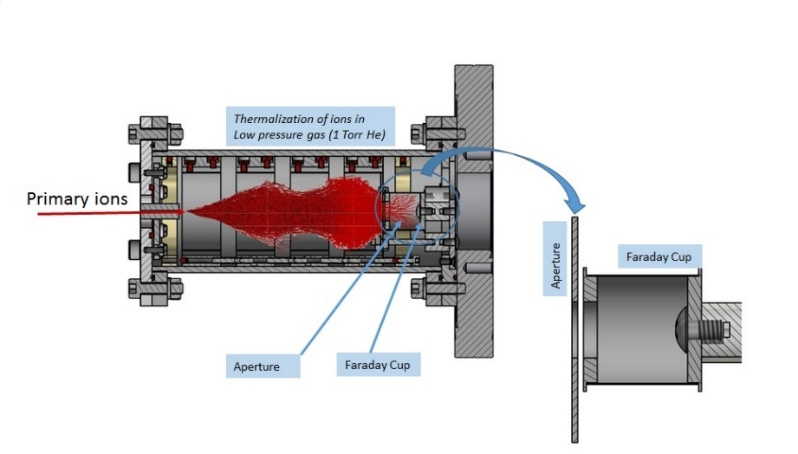 Thermalization of ions in
Low pressure gas (1 Torr He)
Primary ions
Aperture
Faraday Cup
Aperture
Faraday Cup